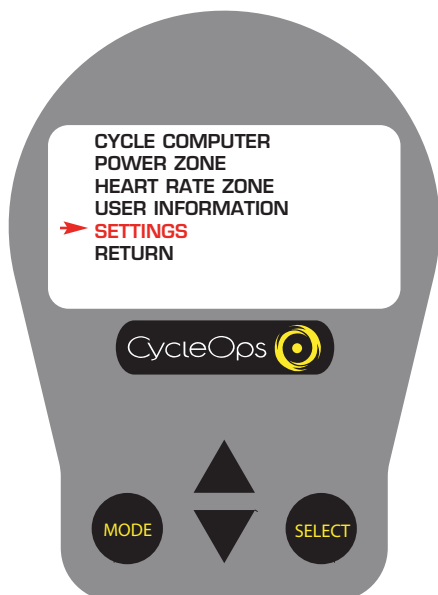 CYCLE COMPUTER
POWER ZONE
HEART RATE ZONE
USER INFORMATION
SETTINGS
RETURN
CycleOps
MODE
SELECT